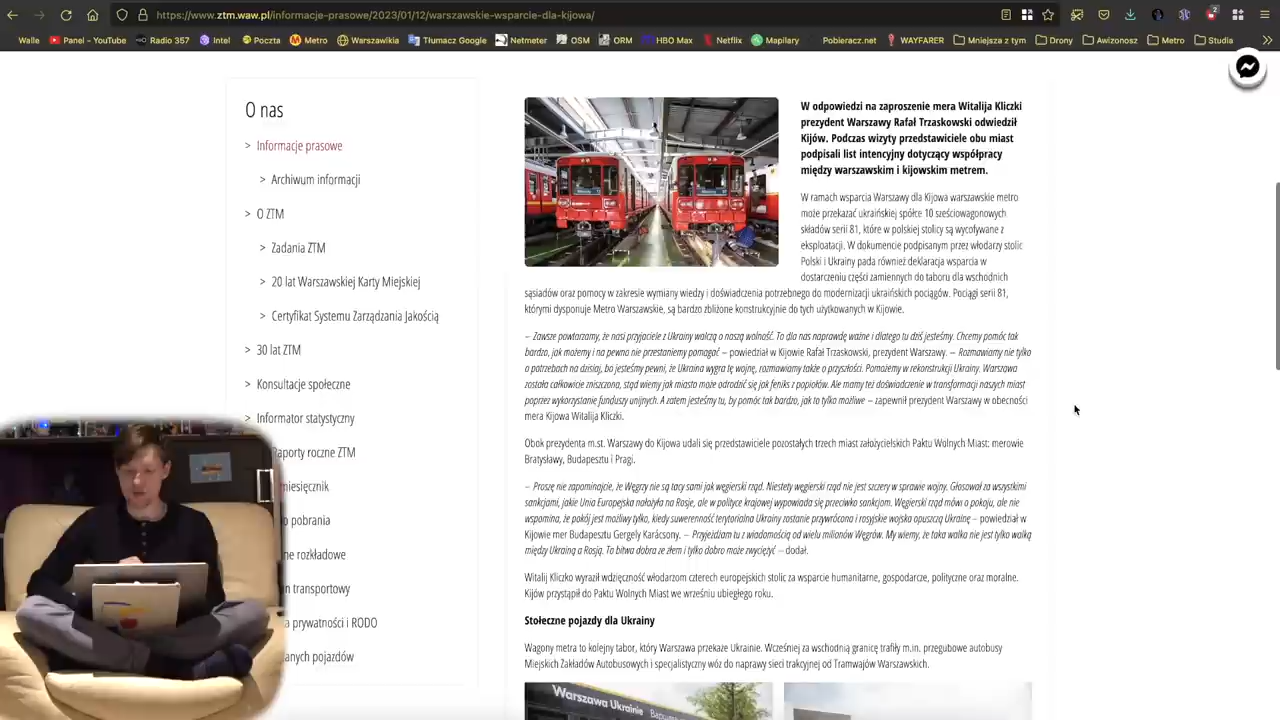 https://www.ztm.waw.pl/informacje-prasowe/2023/01/12/warszawskie-wsparcie-dla-kijowa/
2
Walle
Panel - YouTube
Radio 357
Intel
Poczta
Metro
Warszawikia
Tłumacz Google
Netmeter
OSM
ORM
HBO Max
Netflix
Mapilary
Pobieracz.net
WAYFARER
Mniejsza z tym
Drony
Awizonosz
Metro
Studia
O nas
> Informacje prasowe
> Archiwum informacji
> O ZTM
> Zadania ZTM
> 20 lat Warszawskiej Karty Miejskiej
> Certyfikat Systemu Zarządzania Jakością
> 30 lat ZTM
> Konsultacje społeczne
> Informator statystyczny
Raporty roczne ZTM
miesięcznik
o pobrania
ne rozkładowe
n transportowy
a prywatności i RODO
anych pojazdów
W odpowiedzi na zaproszenie mera Witalija Kliczki
prezydent Warszawy Rafał Trzaskowski odwiedził
Kijów. Podczas wizyty przedstawiciele obu miast
podpisali list intencyjny dotyczący współpracy
między warszawskim i kijowskim metrem.
W ramach wsparcia Warszawy dla Kijowa warszawskie metro
może przekazać ukraińskiej spółce 10 sześciowagonowych
składów serii 81, które w polskiej stolicy są wycofywane z
eksploatacji. W dokumencie podpisanym przez włodarzy stolic
Polski i Ukrainy pada również deklaracja wsparcia w
dostarczeniu części zamiennych do taboru dla wschodnich
sąsiadów oraz pomocy w zakresie wymiany wiedzy i doświadczenia potrzebnego do modernizacji ukraińskich pociągów. Pociągi serii 81,
którymi dysponuje Metro Warszawskie, są bardzo zbliżone konstrukcyjnie do tych użytkowanych w Kijowie.
– Zawsze powtarzamy, że nasi przyjaciele z Ukrainy walczą o naszą wolność. To dla nas naprawdę ważne i dlatego tu dziś jesteśmy. Chcemy pomóc tak
bardzo, jak możemy i na pewno nie przestaniemy pomagać – powiedział w Kijowie Rafał Trzaskowski, prezydent Warszawy. – Rozmawiamy nie tylko
o potrzebach na dzisiaj, bo jesteśmy pewni, że Ukraina wygra tę wojnę, rozmawiamy także o przyszłości. Pomożemy w rekonstrukcji Ukrainy. Warszawa
została całkowicie zniszczona, stąd wiemy jak miasta może odrodzić się jak feniks z popiołów. Ale mamy też doświadczenie w transformacji naszych miast
poprzez wykorzystanie funduszy unijnych. A zatem jesteśmy tu, by pomóc tak bardzo, jak to tylko możliwe – zapewnił prezydent Warszawy w obecności
mera Kijowa Witalija Kliczki.
Obok prezydenta m.st. Warszawy do Kijowa udali się przedstawiciele pozostałych trzech miast założycielskich Paktu Wolnych Miast: merowie
Bratysławy, Budapesztu i Pragi.
– Proszę nie zapominajcie, że Węgrzy nie są tacy sami jak węgierski rząd. Niestety węgierski rząd nie jest szczery w sprawie wojny. Głosował za wszystkimi
sankcjami, jakie Unia Europejska nałożyła na Rosję, ale w polityce krajowej wypowiada się przeciwko sankcjom. Węgierski rząd mówi o pokoju, ale nie
wspomina, że pokój jest możliwy tylko, kiedy suwerenność terytorialna Ukrainy zostanie przywrócona i rosyjskie wojska opuszczą Ukrainę – powiedział w
Kijowie mer Budapesztu Gergely Karácsony. – Przyjeżdżam tu z wiadomością od wielu milionów Węgrów. My wiemy, że taka walka nie jest tylko walką
między Ukrainą a Rosją. To bitwa dobra ze złem i tylko dobro może zwyciężyć – dodał.
Witalij Kliczko wyraził wdzięczność włodarzom czterech europejskich stolic za wsparcie humanitarne, gospodarcze, polityczne oraz moralne.
Kijów przystąpił do Paktu Wolnych Miast we wrześniu ubiegłego roku.
Stołeczne pojazdy dla Ukrainy
Wagony metra to kolejny tabor, który Warszawa przekaże Ukrainie. Wcześniej za wschodnią granicę trafiły m.in. przegubowe autobusy
Miejskich Zakładów Autobusowych i specjalistyczny wóz do naprawy sieci trakcyjnej od Tramwajów Warszawskich.
Warszawa Ukrainie